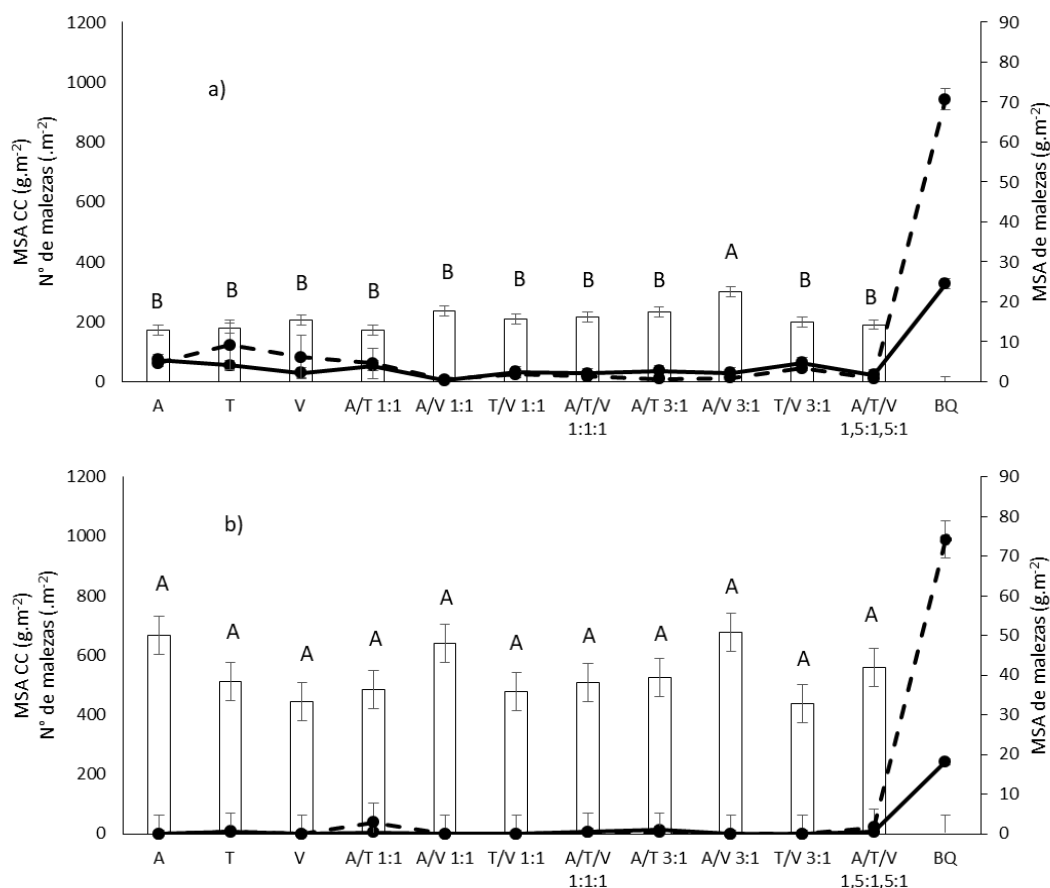 a)
MSA CC (g.m⁻²)
N° de malezas (.m⁻²)
1200
1000
800
600
400
200
0
B
B
B
B
B
B
B
B
A
B
B
90
80
70
60
50
40
30
20
10
0
MSA de malezas (g.m⁻²)
A
T
V
A/T 1:1
A/V 1:1
T/V 1:1
A/T/V
1:1:1
A/T 3:1
A/V 3:1
T/V 3:1
A/T/V
1,5:1,5:1
BQ
b)
MSA CC (g.m⁻²)
N° de malezas (.m⁻²)
1200
1000
800
600
400
200
0
A
A
A
A
A
A
A
A
A
A
A
90
80
70
60
50
40
30
20
10
0
MSA de malezas (g.m⁻²)
A
T
V
A/T 1:1
A/V 1:1
T/V 1:1
A/T/V
1:1:1
A/T 3:1
A/V 3:1
T/V 3:1
A/T/V
1,5:1,5:1
BQ